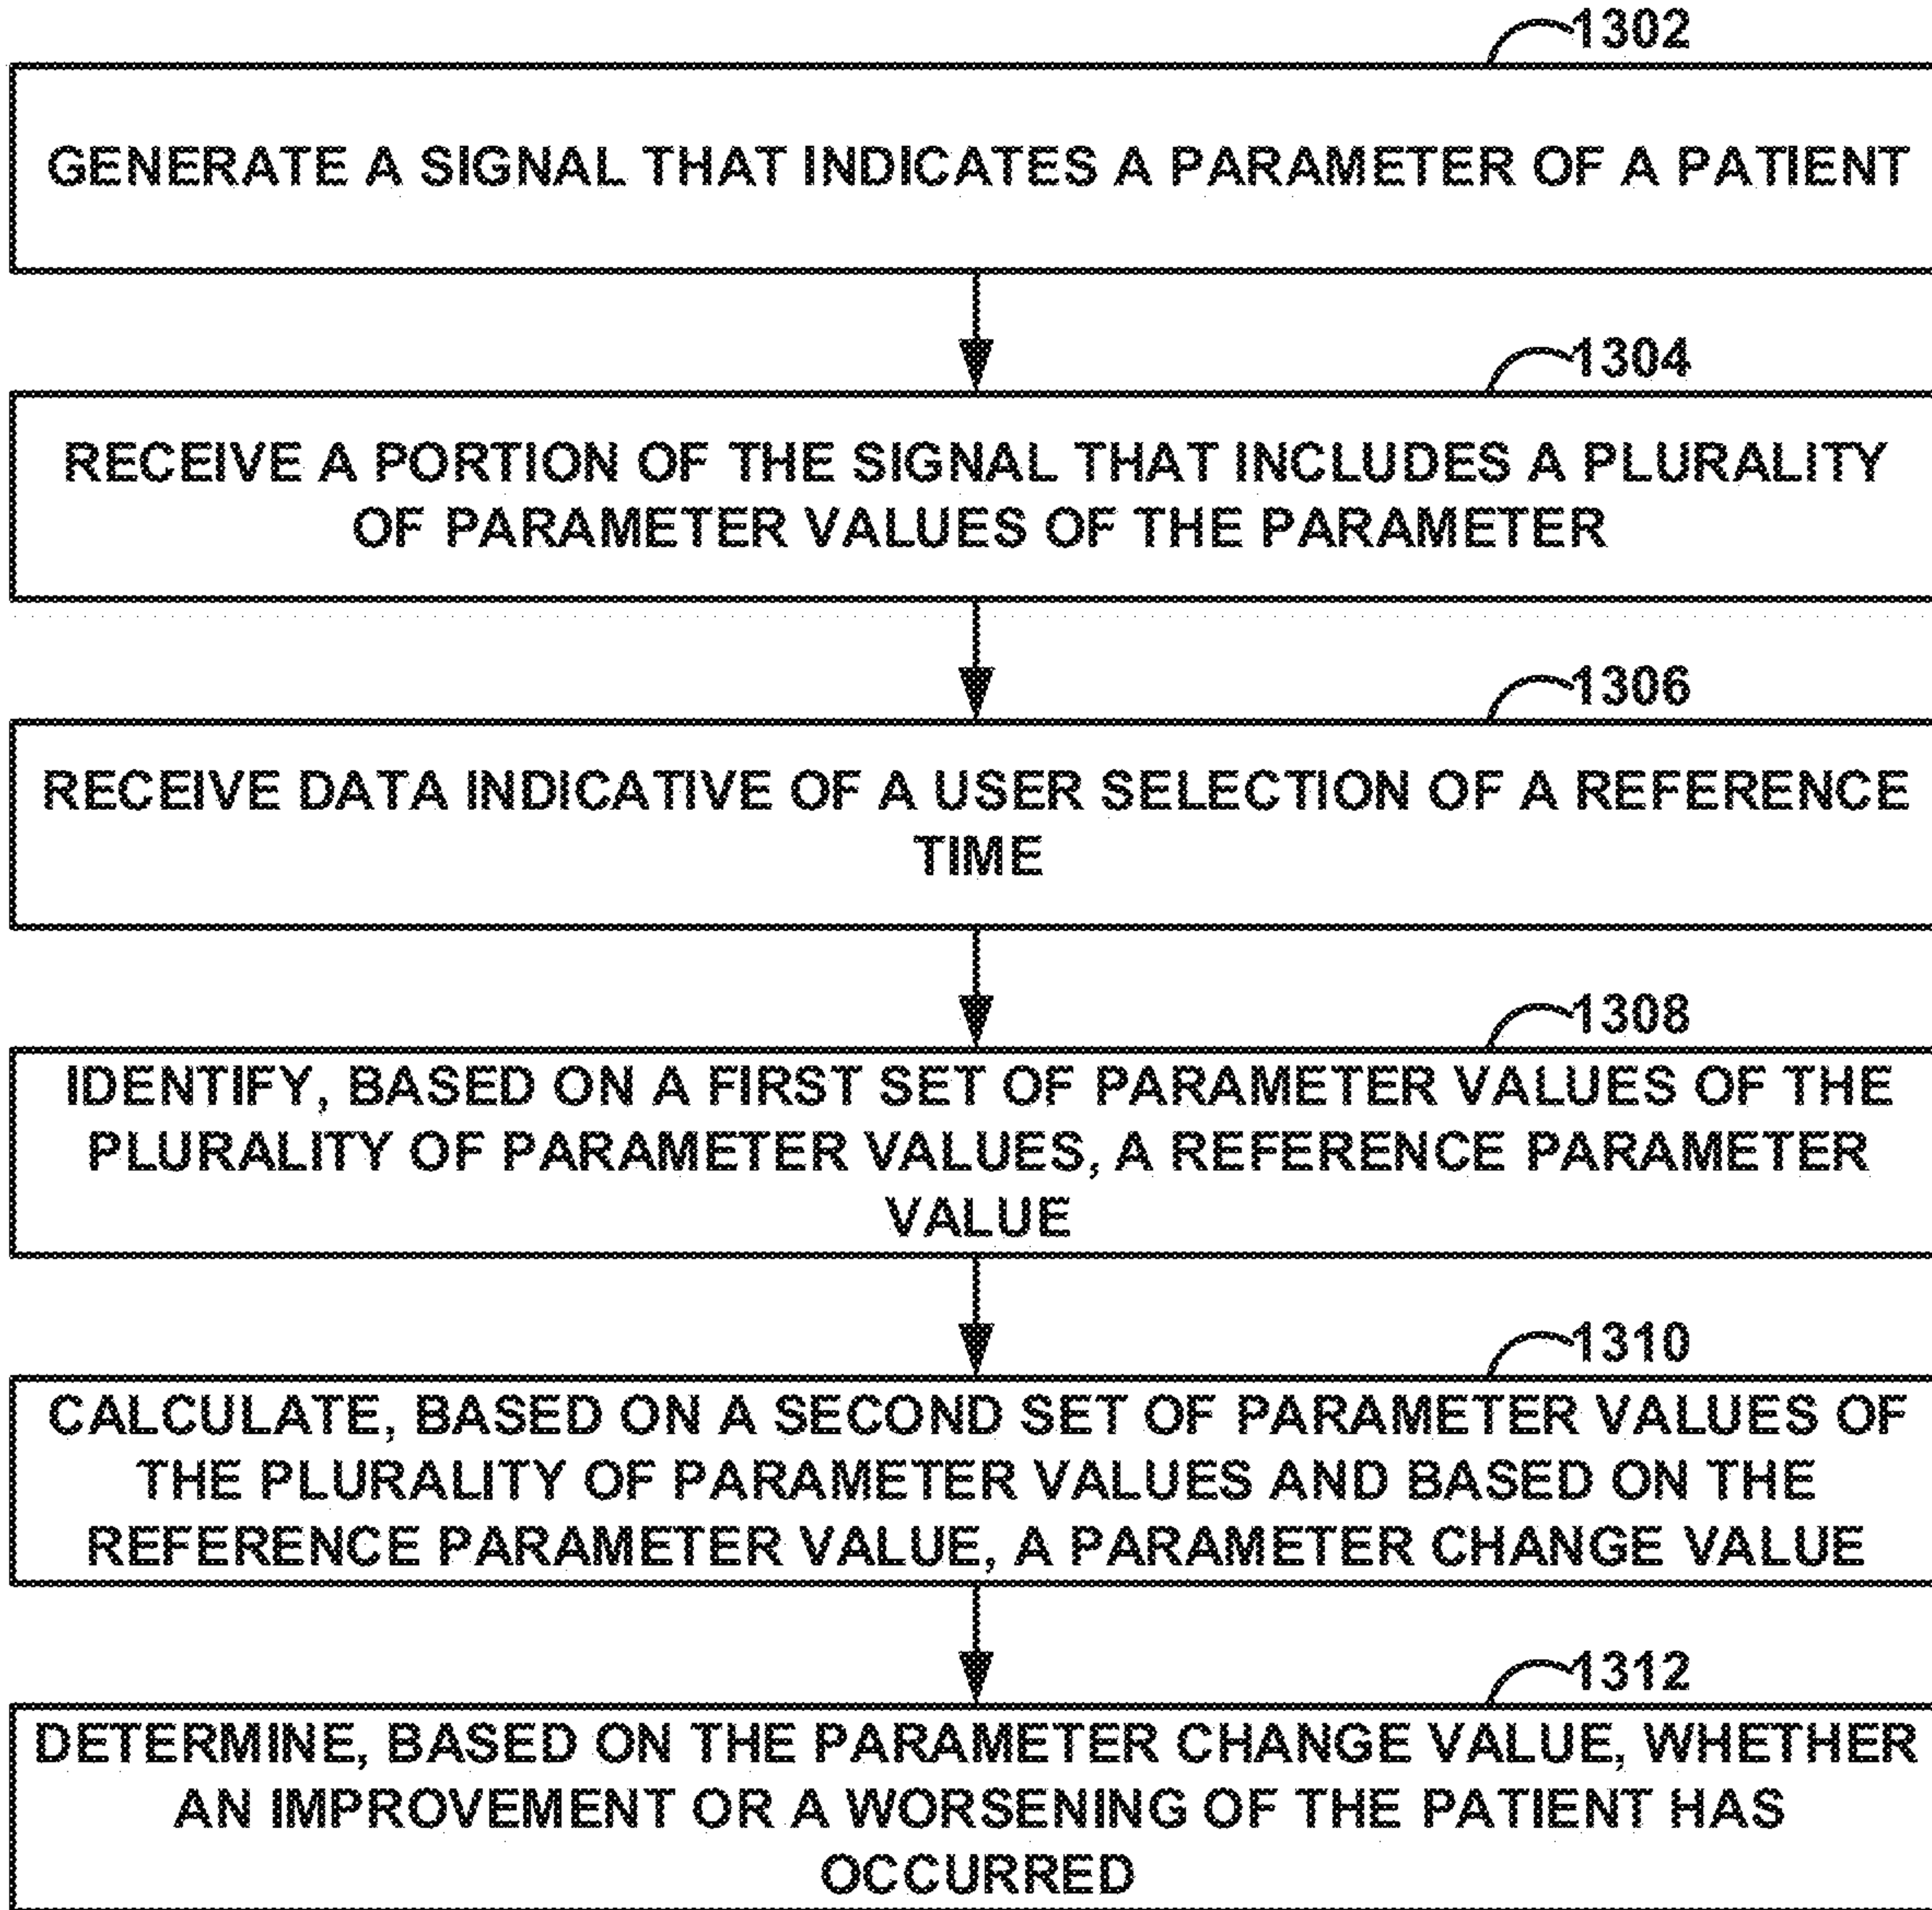 1302
GENERATE A SIGNAL THAT INDICATES A PARAMETER OF A PATIENT
1304
RECEIVE A PORTION OF THE SIGNAL THAT INCLUDES A PLURALITY
OF PARAMETER VALUES OF THE PARAMETER
1306
RECEIVE DATA INDICATIVE OF A USER SELECTION OF A REFERENCE
TIME
1308
IDENTIFY, BASED ON A FIRST SET OF PARAMETER VALUES OF THE
PLURALITY OF PARAMETER VALUES, A REFERENCE PARAMETER
VALUE
1310
CALCULATE, BASED ON A SECOND SET OF PARAMETER VALUES OF
THE PLURALITY OF PARAMETER VALUES AND BASED ON THE
REFERENCE PARAMETER VALUE, A PARAMETER CHANGE VALUE
1312
DETERMINE, BASED ON THE PARAMETER CHANGE VALUE, WHETHER
AN IMPROVEMENT OR A WORSENING OF THE PATIENT HAS
OCCURRED